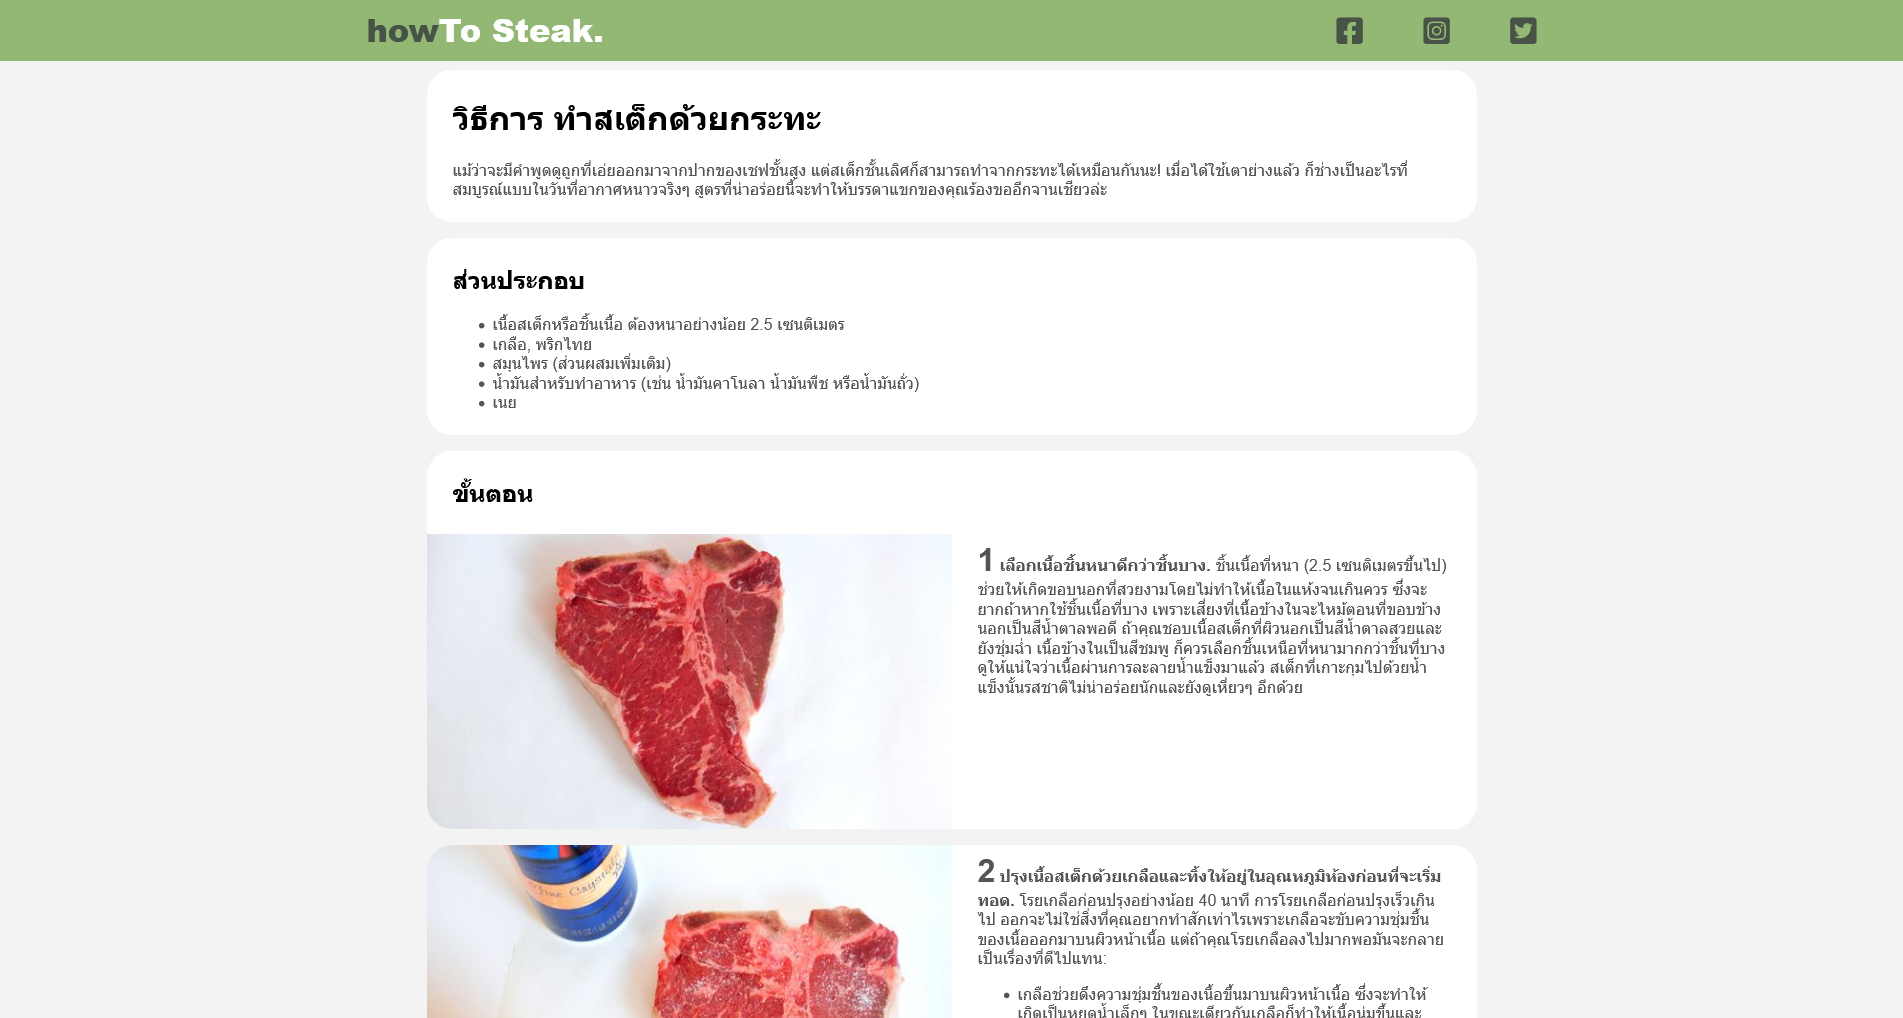 howTo Steak.
วิธีการ ทำสเต็กด้วยกระทะ
แม้ว่าจะมีคำพูดดูถูกที่เอ่ยออกมาจากปากของเชฟชั้นสูง แต่สเต็กชั้นเลิศก็สามารถทำจากกระทะได้เหมือนกันนะ! เมื่อได้ใช้เตาย่างแล้ว ก็ช่างเป็นอะไรที่
สมบูรณ์แบบในวันที่อากาศหนาวจริงๆ สูตรที่น่าอร่อยนี้จะทำให้บรรดาแขกของคุณร้องขออีกจานเชียวล่ะ
ส่วนประกอบ
เนื้อสเต็กหรือชิ้นเนื้อ ต้องหนาอย่างน้อย 2.5 เซนติเมตร
เกลือ, พริกไทย
สมุนไพร (ส่วนผสมเพิ่มเติม)
น้ำมันสำหรับทำอาหาร (เช่น น้ำมันคาโนลา น้ำมันพืช หรือน้ำมันถั่ว)
เนย
ขั้นตอน
1 เลือกเนื้อชิ้นหนาดีกว่าชิ้นบาง. ชิ้นเนื้อที่หนา (2.5 เซนติเมตรขึ้นไป)
ช่วยให้เกิดขอบนอกที่สวยงามโดยไม่ทำให้เนื้อในแห้งจนเกินควร ซึ่งจะ
ยากถ้าหากใช้ชิ้นเนื้อที่บาง เพราะเสี่ยงที่เนื้อข้างในจะไหม้ตอนที่ขอบข้าง
นอกเป็นสีน้ำตาลพอดี ถ้าคุณชอบเนื้อสเต็กที่ผิวนอกเป็นสีน้ำตาลสวยและ
ยังชุ่มฉ่ำ เนื้อข้างในเป็นสีชมพู ก็ควรเลือกชิ้นเหนือที่หนามากกว่าชิ้นที่บาง
ดูให้แน่ใจว่าเนื้อผ่านการละลายน้ำแข็งมาแล้ว สเต็กที่เกาะกุมไปด้วยน้ำ
แข็งนั้นรสชาติไม่น่าอร่อยนักและยังดูเหี่ยวๆ อีกด้วย
2 ปรุงเนื้อสเต็กด้วยเกลือและทิ้งให้อยู่ในอุณหภูมิห้องก่อนที่จะเริ่ม
ทอด. โรยเกลือก่อนปรุงอย่างน้อย 40 นาที การโรยเกลือก่อนปรุงเร็วเกิน
ไป ออกจะไม่ใช่สิ่งที่คุณอยากทำสักเท่าไรเพราะเกลือจะขับความชุ่มชื้น
ของเนื้อออกมาบนผิวหน้าเนื้อ แต่ถ้าคุณโรยเกลือลงไปมากพอมันจะกลาย
เป็นเรื่องที่ดีไปแทน:
เกลือช่วยดึงความชุ่มชื้นของเนื้อขึ้นมาบนผิวหน้าเนื้อ ซึ่งจะทำให้
เกิดเป็นหยดน้ำเล็กๆ ในขณะเดียวกันเกลือก็ทำให้เนื้อนุ่มขึ้นและ